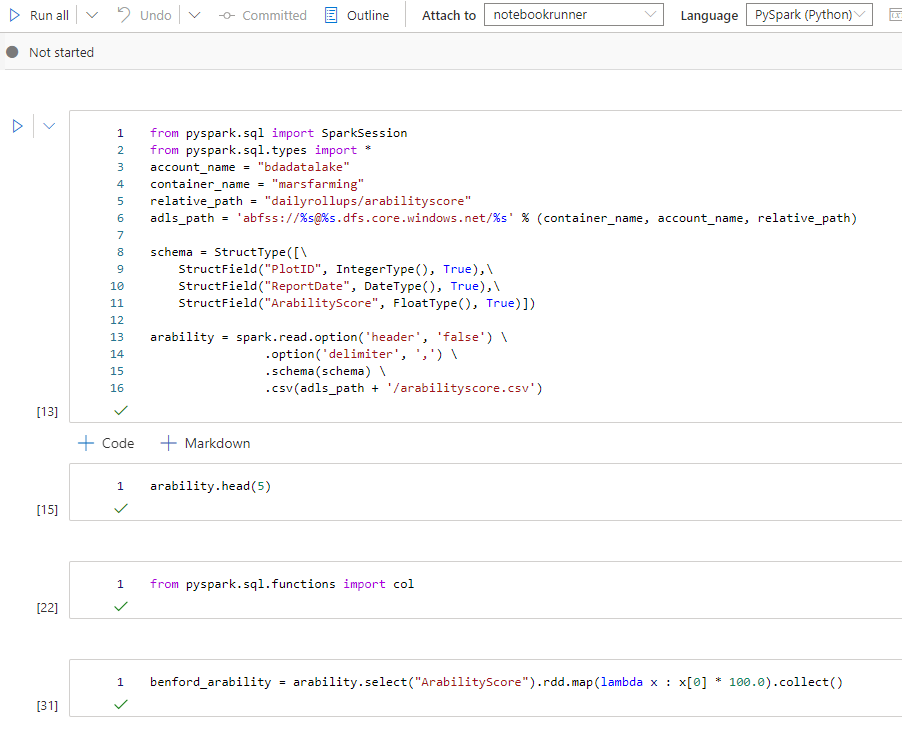 Run all Undo Committed Outline Attach to notebookrunner Language PySpark (Python)
Not started
1 from pyspark.sql import SparkSession
2 from pyspark.sql.types import *
3 account_name = "bdadatalake"
4 container_name = "marsfarming"
5 relative_path = "dailyrollups/arabilityscore"
6 adls_path = 'abfss://%s@%s.dfs.core.windows.net/%s' % (container_name, account_name, relative_path)
7
8 schema = StructType([\
9 StructField("PlotID", IntegerType(), True),\
10 StructField("ReportDate", DateType(), True),\
11 StructField("ArabilityScore", FloatType(), True)])
12
13 arability = spark.read.option('header', 'false') \
14 .option('delimiter', ',') \
15 .schema(schema) \
16 .csv(adls_path + '/arabilityscore.csv')
[13]
Code Markdown
1 arability.head(5)
[15]
1 from pyspark.sql.functions import col
[22]
1 benford_arability = arability.select("ArabilityScore").rdd.map(lambda x : x[0] * 100.0).collect()
[31]